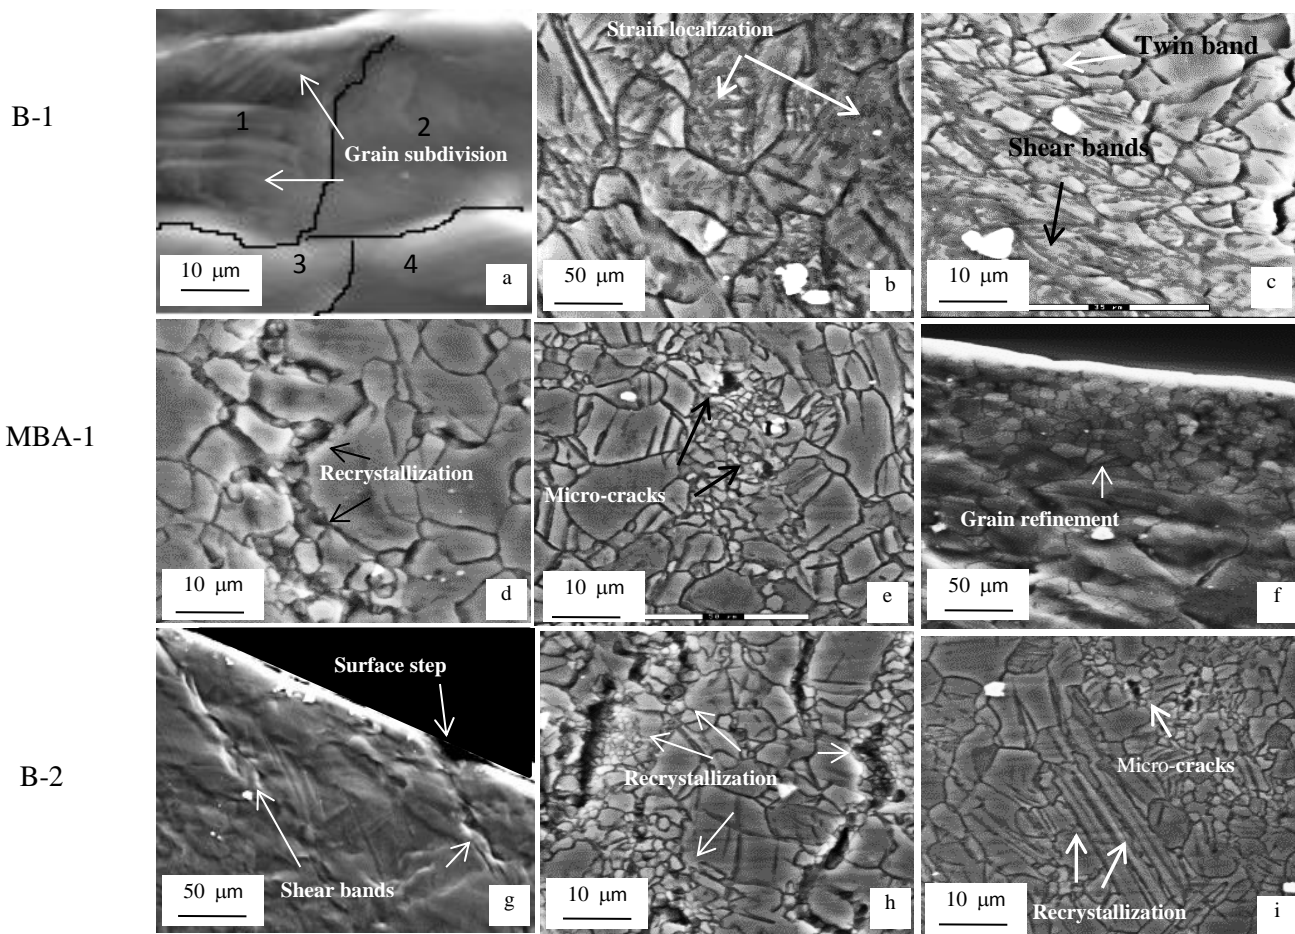 B-1
1
2
Grain subdivision
3
4
10 μm
a
Strain localization
50 μm
b
Twin band
Shear bands
10 μm
c
MBA-1
Recrystallization
10 μm
d
Micro-cracks
10 μm
e
Grain refinement
50 μm
f
B-2
Surface step
Shear bands
50 μm
g
Recrystallization
10 μm
h
Micro-cracks
Recrystallization
10 μm
i